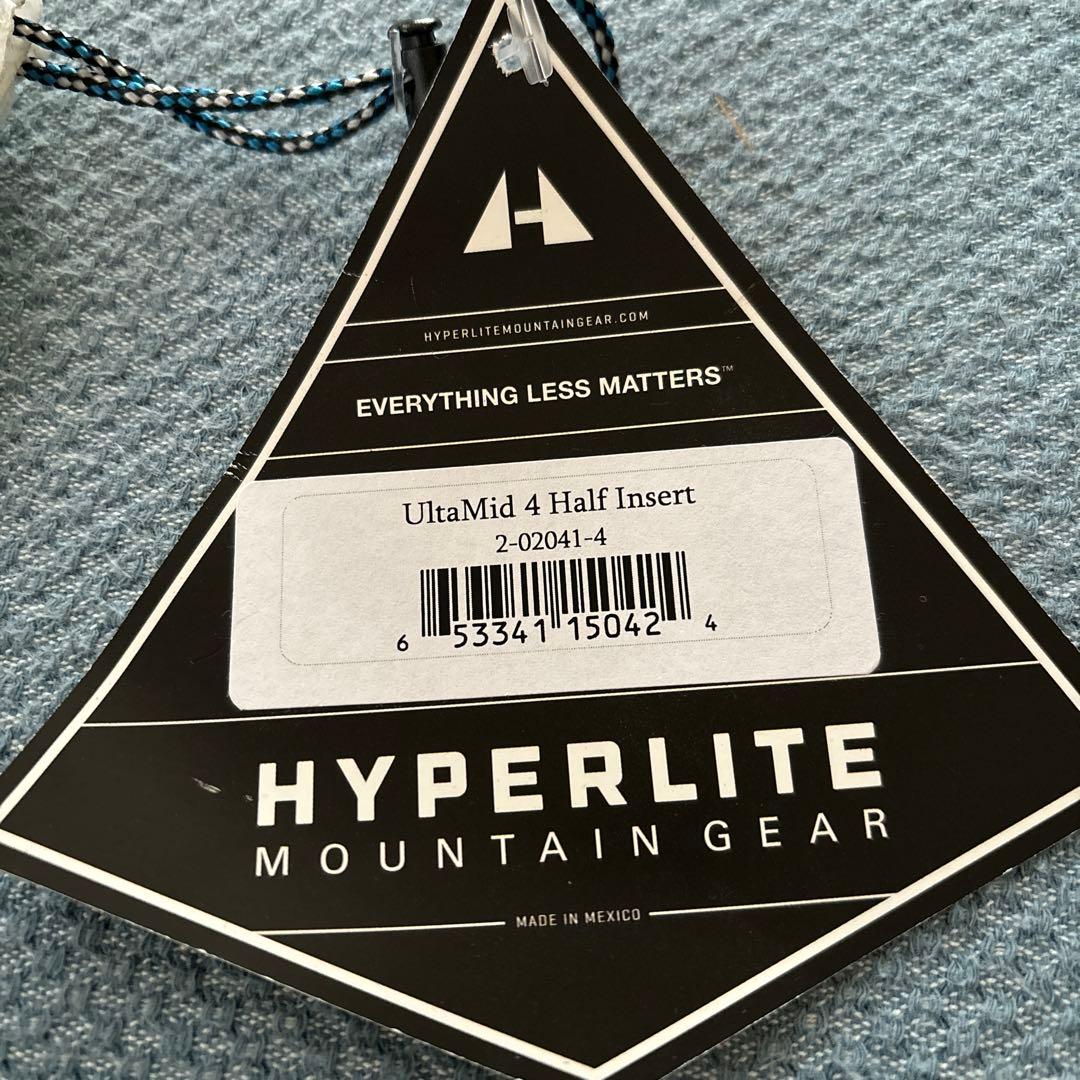 H
HYPERLITEMOUNTAINGEAR.COM
EVERYTHING LESS MATTERS™
UltaMid 4 Half Insert
2-02041-4
6 53341 15042 4
HYPERLITE
MOUNTAIN GEAR
MADE IN MEXICO